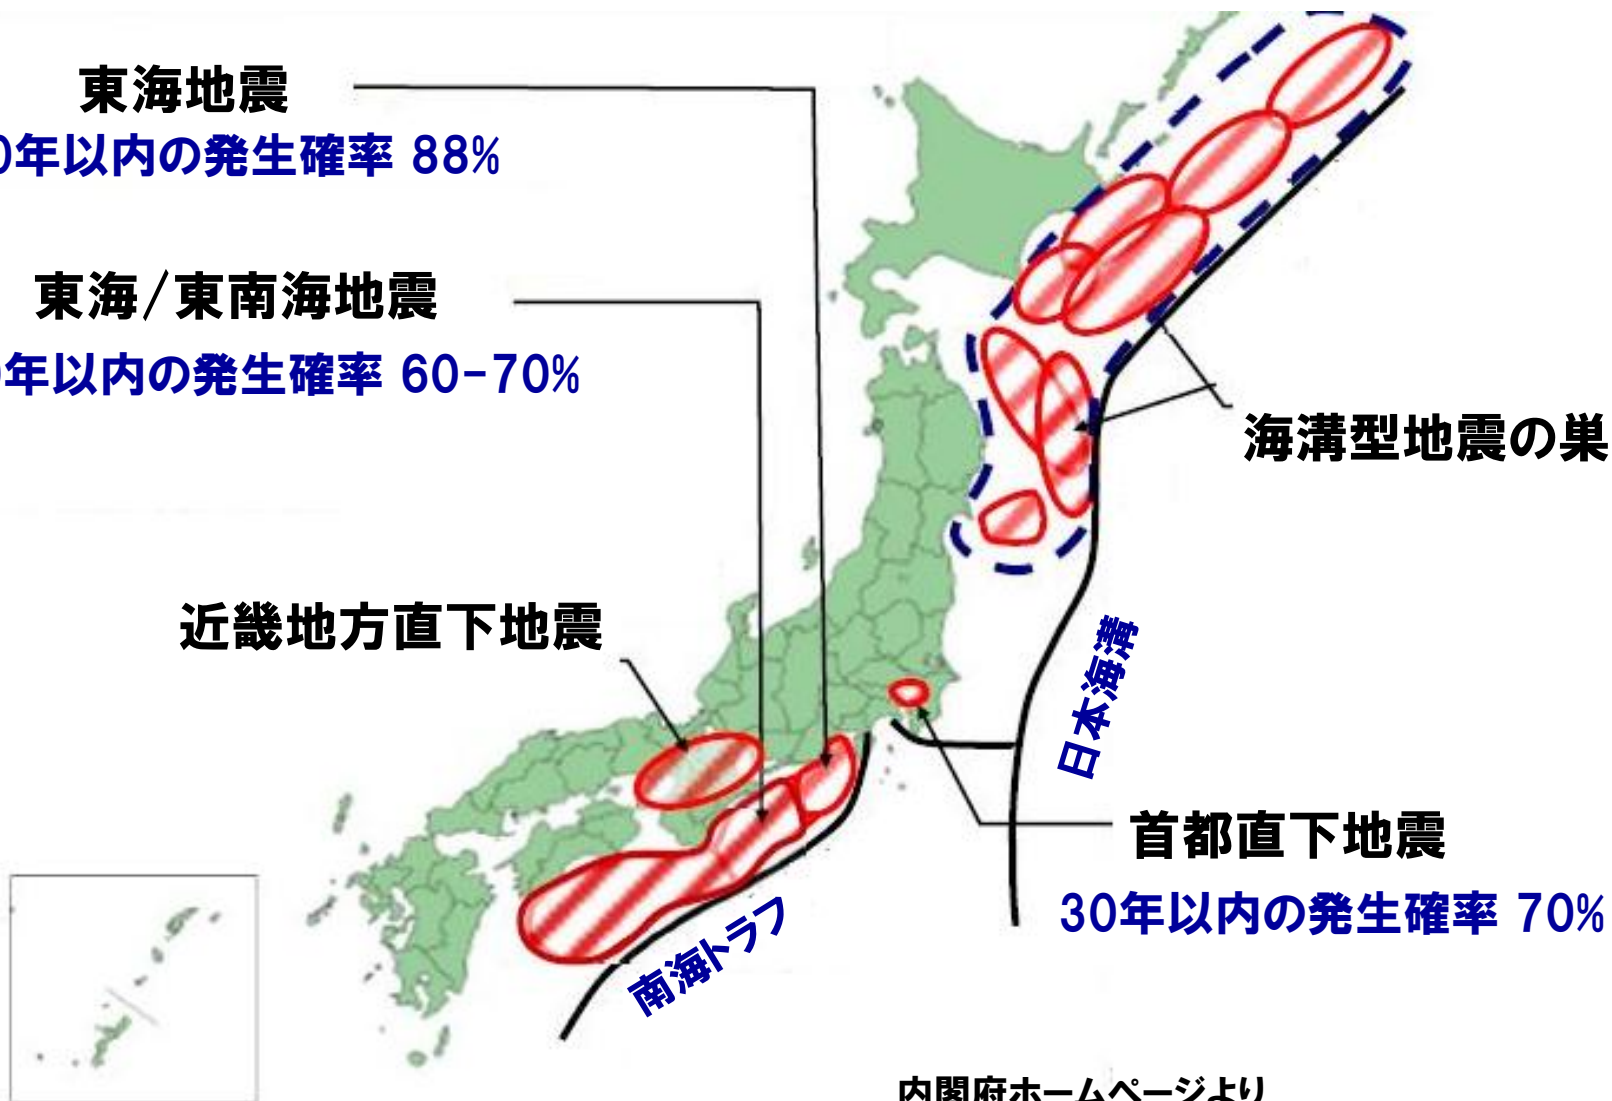 東海地震
0年以内の発生確率 88%
東海/東南海地震
年以内の発生確率 60-70%
海溝型地震の巣
近畿地方直下地震
日本海溝
首都直下地震
30年以内の発生確率 70%
南海トラフ
内閣府ホームページより